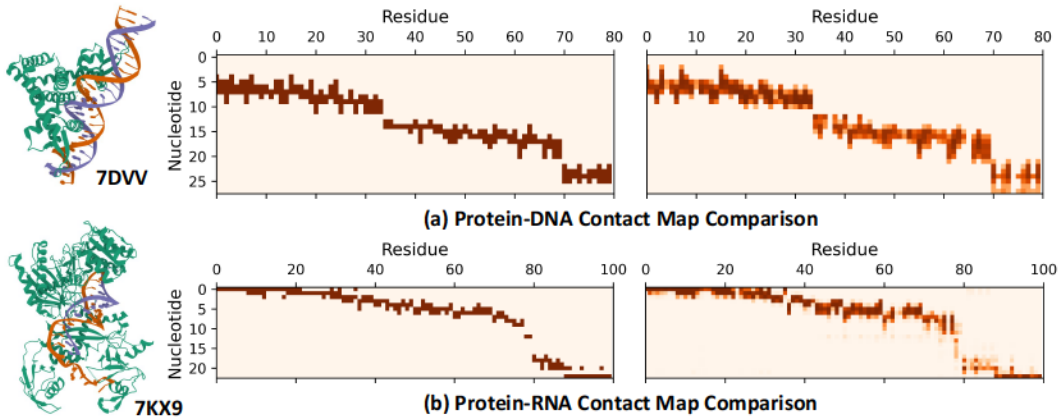 Residue
Residue
0 10 20 30 40 50 60 70 80
0 10 20 30 40 50 60 70 80
Nucleotide
0
5
10
15
20
25
7DVV
(a) Protein-DNA Contact Map Comparison
Residue
Residue
0 20 40 60 80 100
0 20 40 60 80 100
Nucleotide
0
5
10
15
20
7KX9
(b) Protein-RNA Contact Map Comparison